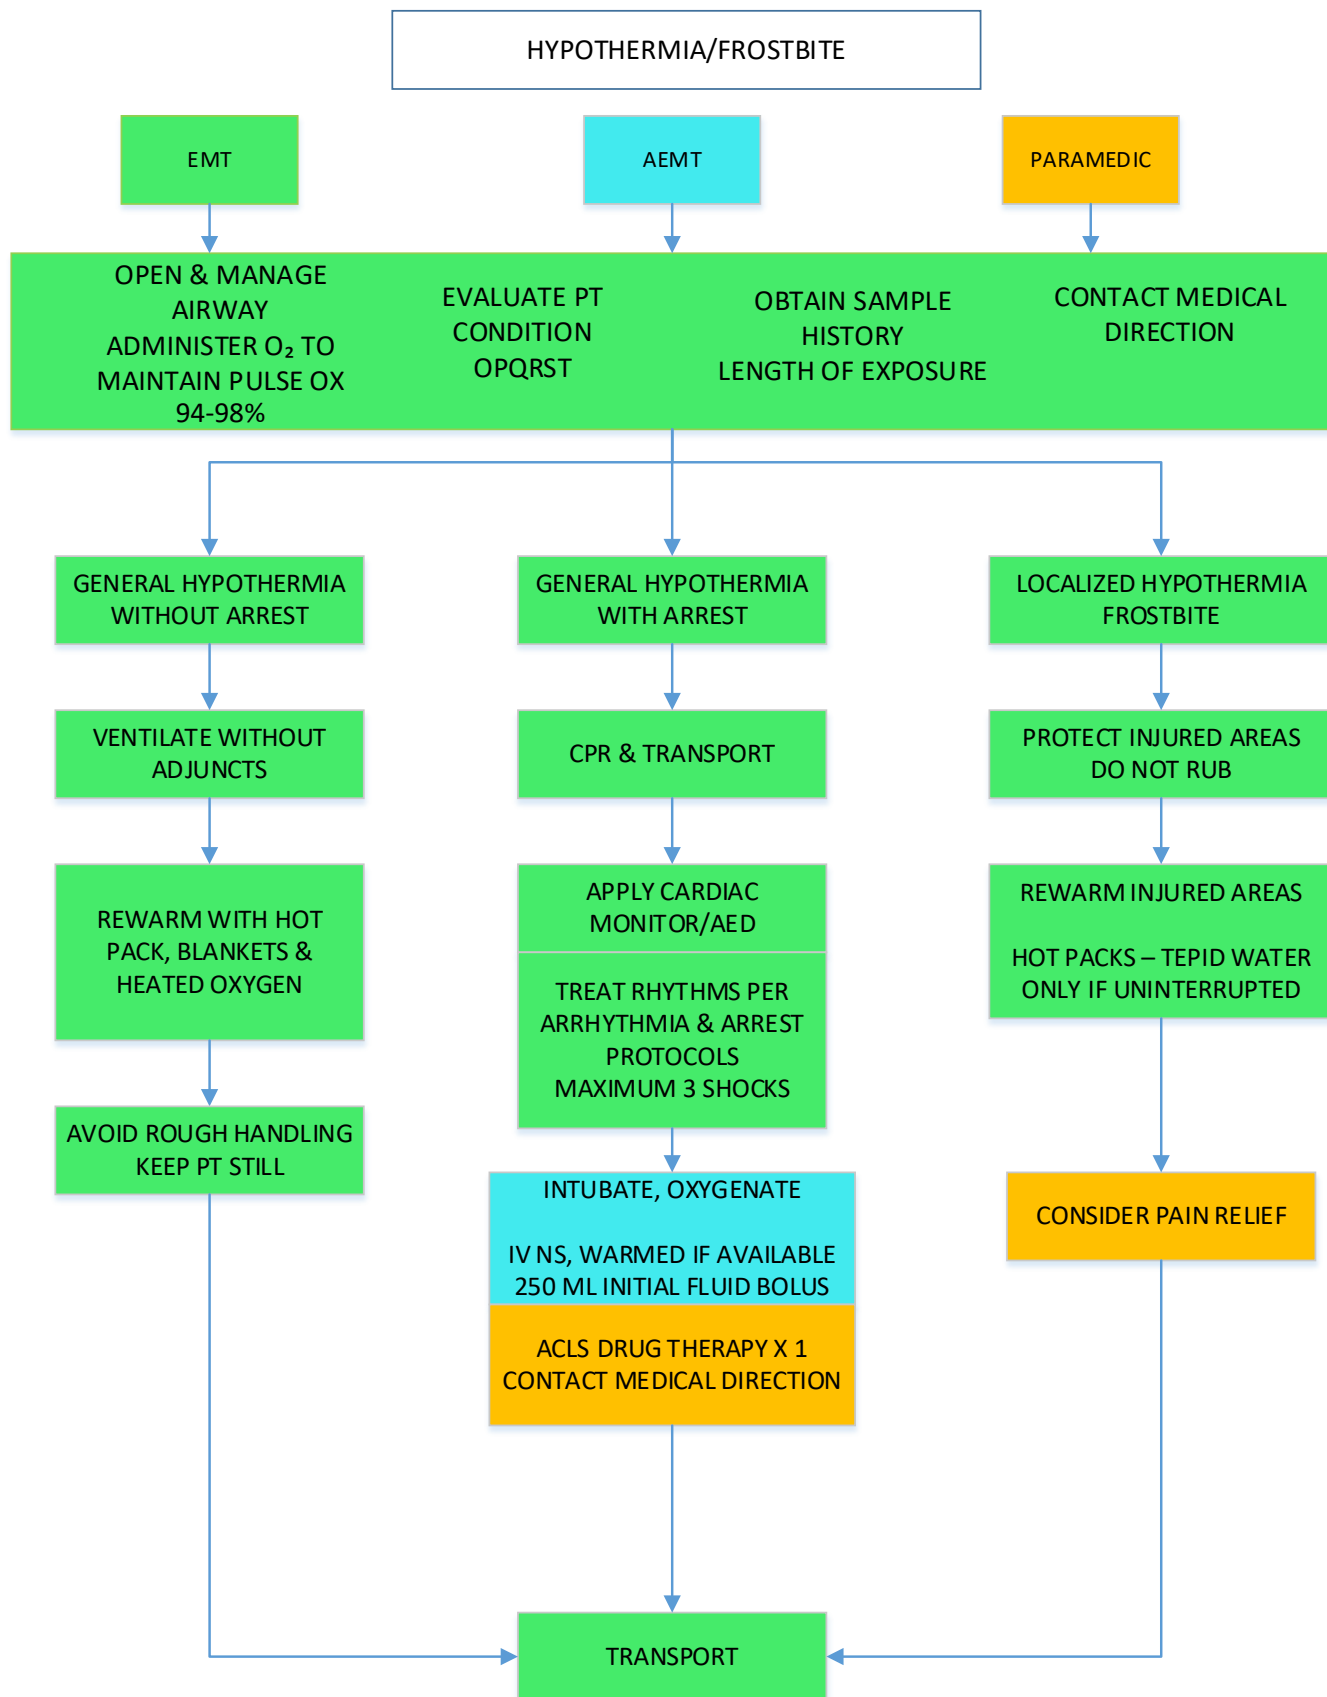 HYPOTHERMIA/FROSTBITE
EMT
AEMT
PARAMEDIC
OPEN & MANAGE
AIRWAY
ADMINISTER O₂ TO
MAINTAIN PULSE OX
94-98%
EVALUATE PT
CONDITION
OPQRST
OBTAIN SAMPLE
HISTORY
LENGTH OF EXPOSURE
CONTACT MEDICAL
DIRECTION
GENERAL HYPOTHERMIA
WITHOUT ARREST
VENTILATE WITHOUT
ADJUNCTS
REWARM WITH HOT
PACK, BLANKETS &
HEATED OXYGEN
AVOID ROUGH HANDLING
KEEP PT STILL
GENERAL HYPOTHERMIA
WITH ARREST
CPR & TRANSPORT
APPLY CARDIAC
MONITOR/AED
TREAT RHYTHMS PER
ARRHYTHMIA & ARREST
PROTOCOLS
MAXIMUM 3 SHOCKS
INTUBATE, OXYGENATE
IV NS, WARMED IF AVAILABLE
250 ML INITIAL FLUID BOLUS
ACLS DRUG THERAPY X 1
CONTACT MEDICAL DIRECTION
LOCALIZED HYPOTHERMIA
FROSTBITE
PROTECT INJURED AREAS
DO NOT RUB
REWARM INJURED AREAS
HOT PACKS – TEPID WATER
ONLY IF UNINTERRUPTED
CONSIDER PAIN RELIEF
TRANSPORT